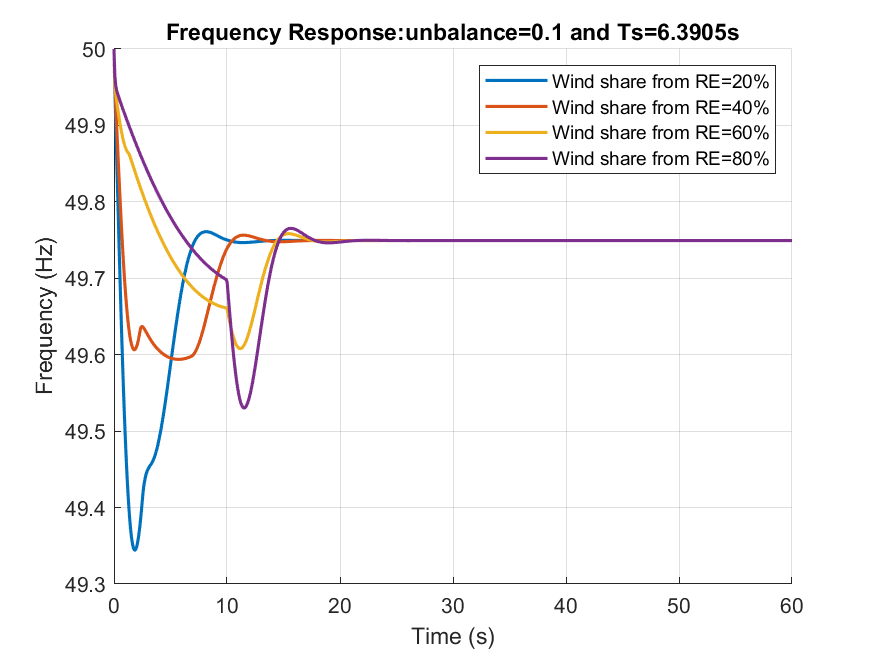 Frequency Response:unbalance=0.1 and Ts=6.3905s
Wind share from RE=20%
Wind share from RE=40%
Wind share from RE=60%
Wind share from RE=80%
Frequency (Hz)
50
49.9
49.8
49.7
49.6
49.5
49.4
49.3
0 10 20 30 40 50 60
Time (s)